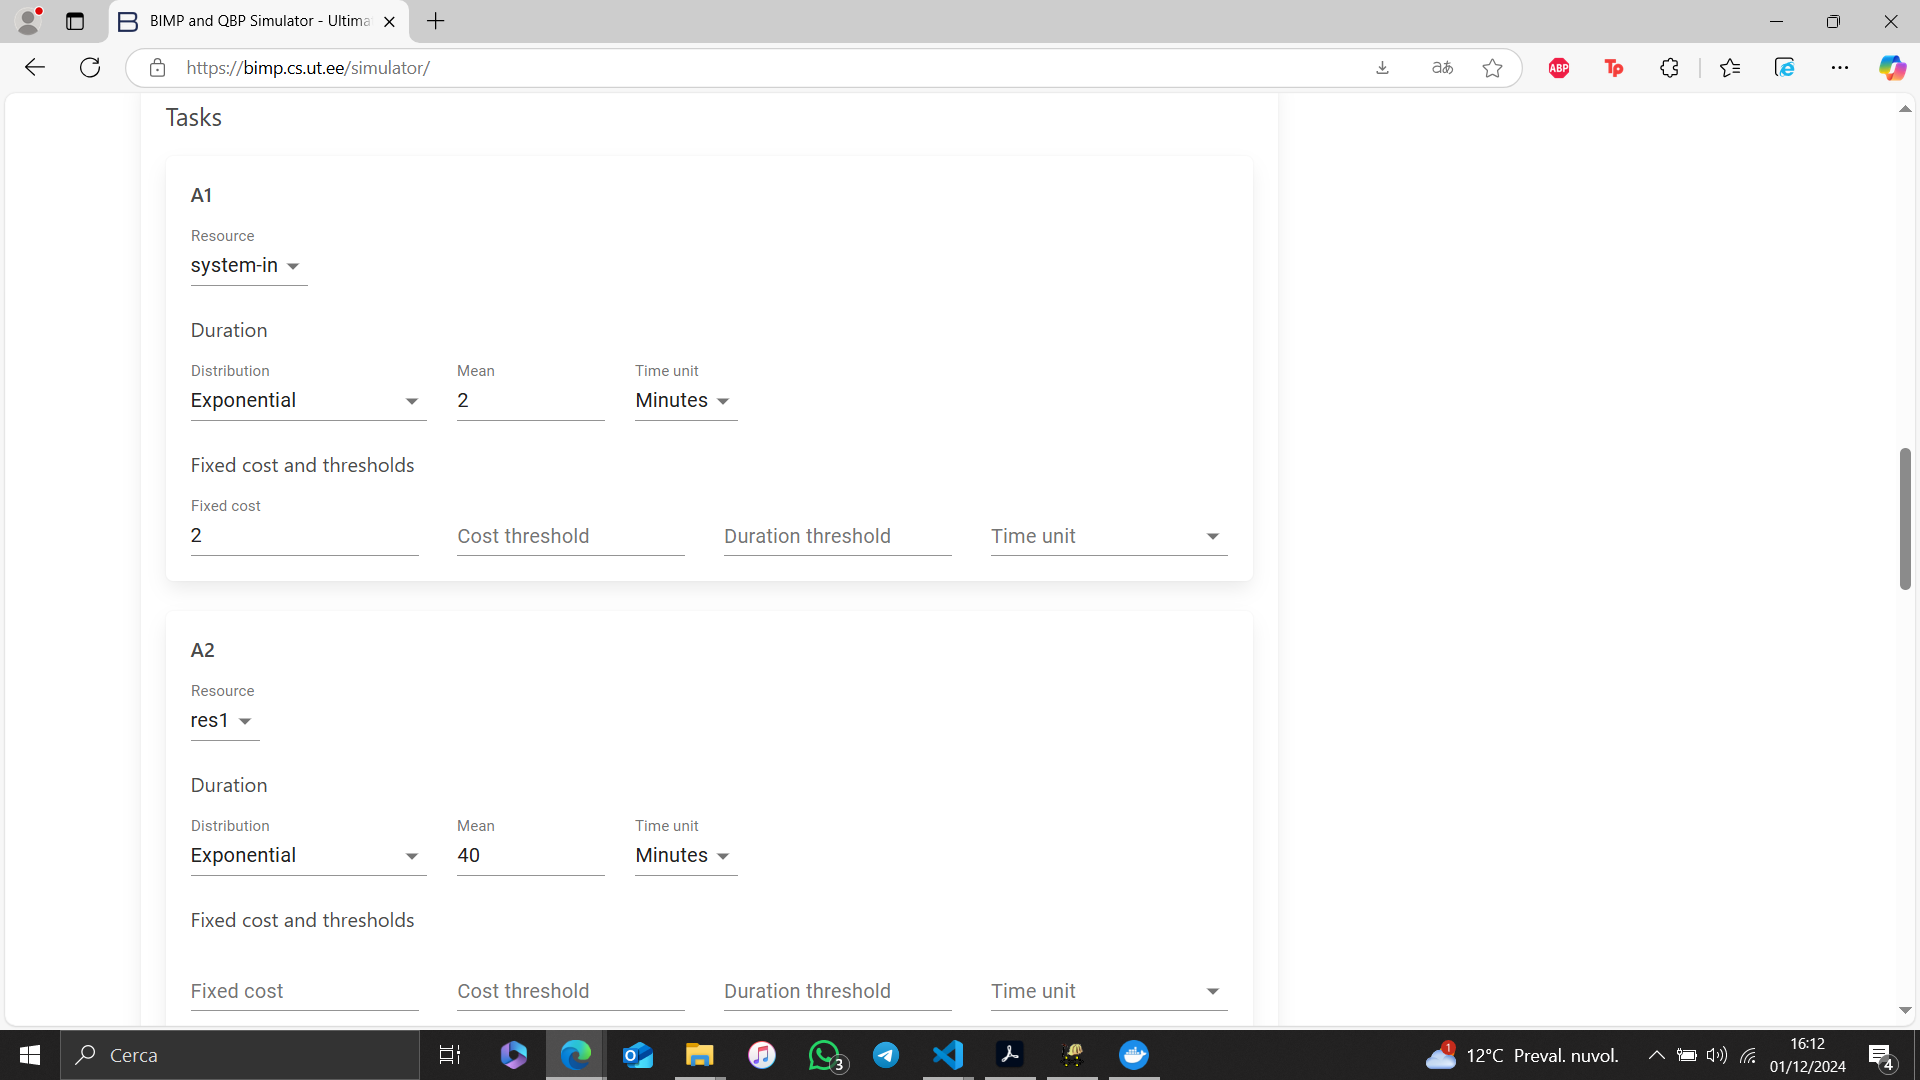 BIMP and QBP Simulator - Ultima
https://bimp.cs.ut.ee/simulator/
aあ
ABP
Tp
Tasks
A1
Resource
system-in
Duration
Distribution
Mean
Time unit
Exponential
2
Minutes
Fixed cost and thresholds
Fixed cost
2
Cost threshold
Duration threshold
Time unit
A2
Resource
res1
Duration
Distribution
Mean
Time unit
Exponential
40
Minutes
Fixed cost and thresholds
Fixed cost
Cost threshold
Duration threshold
Time unit
Cerca
3
1
12°C Preval. nuvol.
16:12
01/12/2024
4